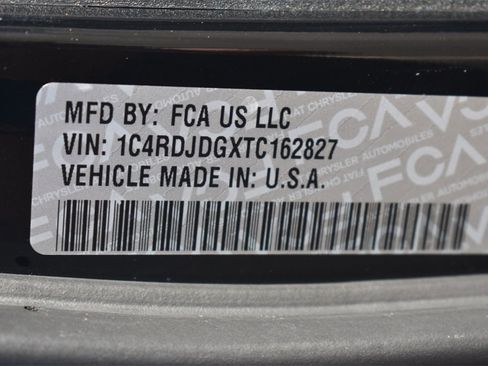 MFD BY: FCA US LLC
VIN: 1C4RDJDGXTC162827
VEHICLE MADE IN: U.S.A.